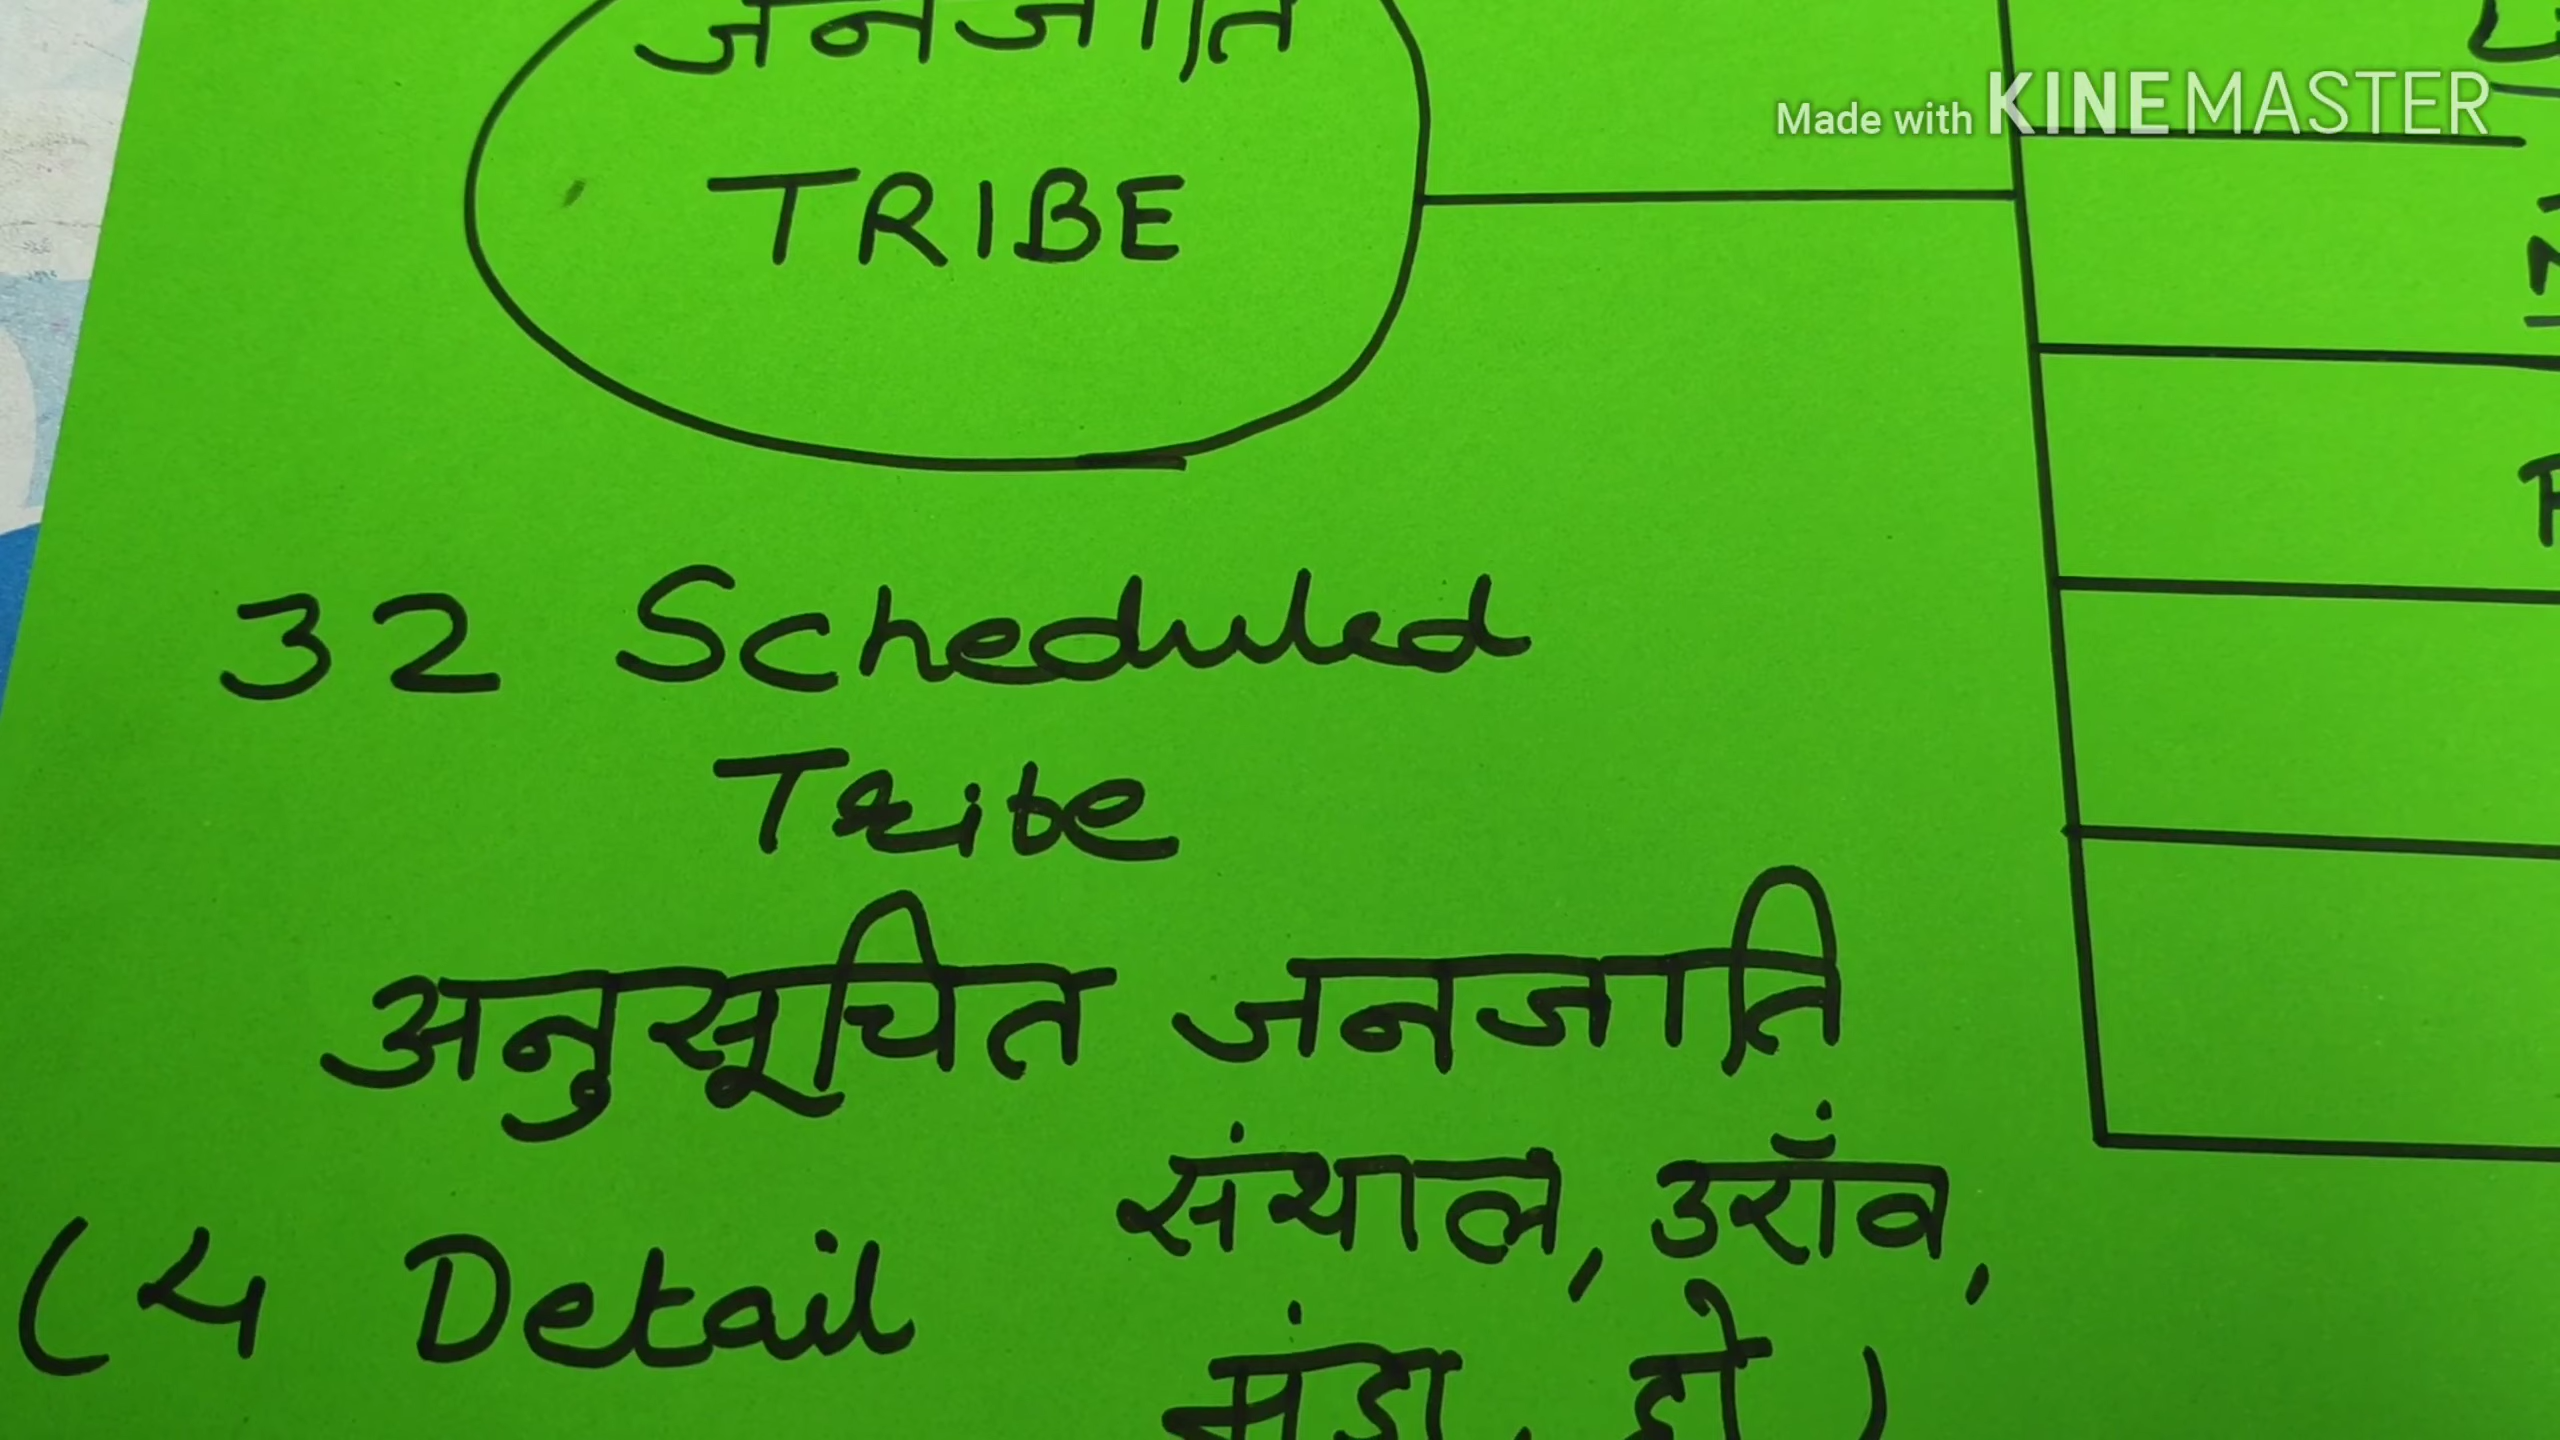 जनजाति
TRIBE
Made with KINEMASTER
32 Scheduled
Tribe
अनुसूचित जनजाति
संथाल, उराँव,
(4 Detail
मुंडा, हो)